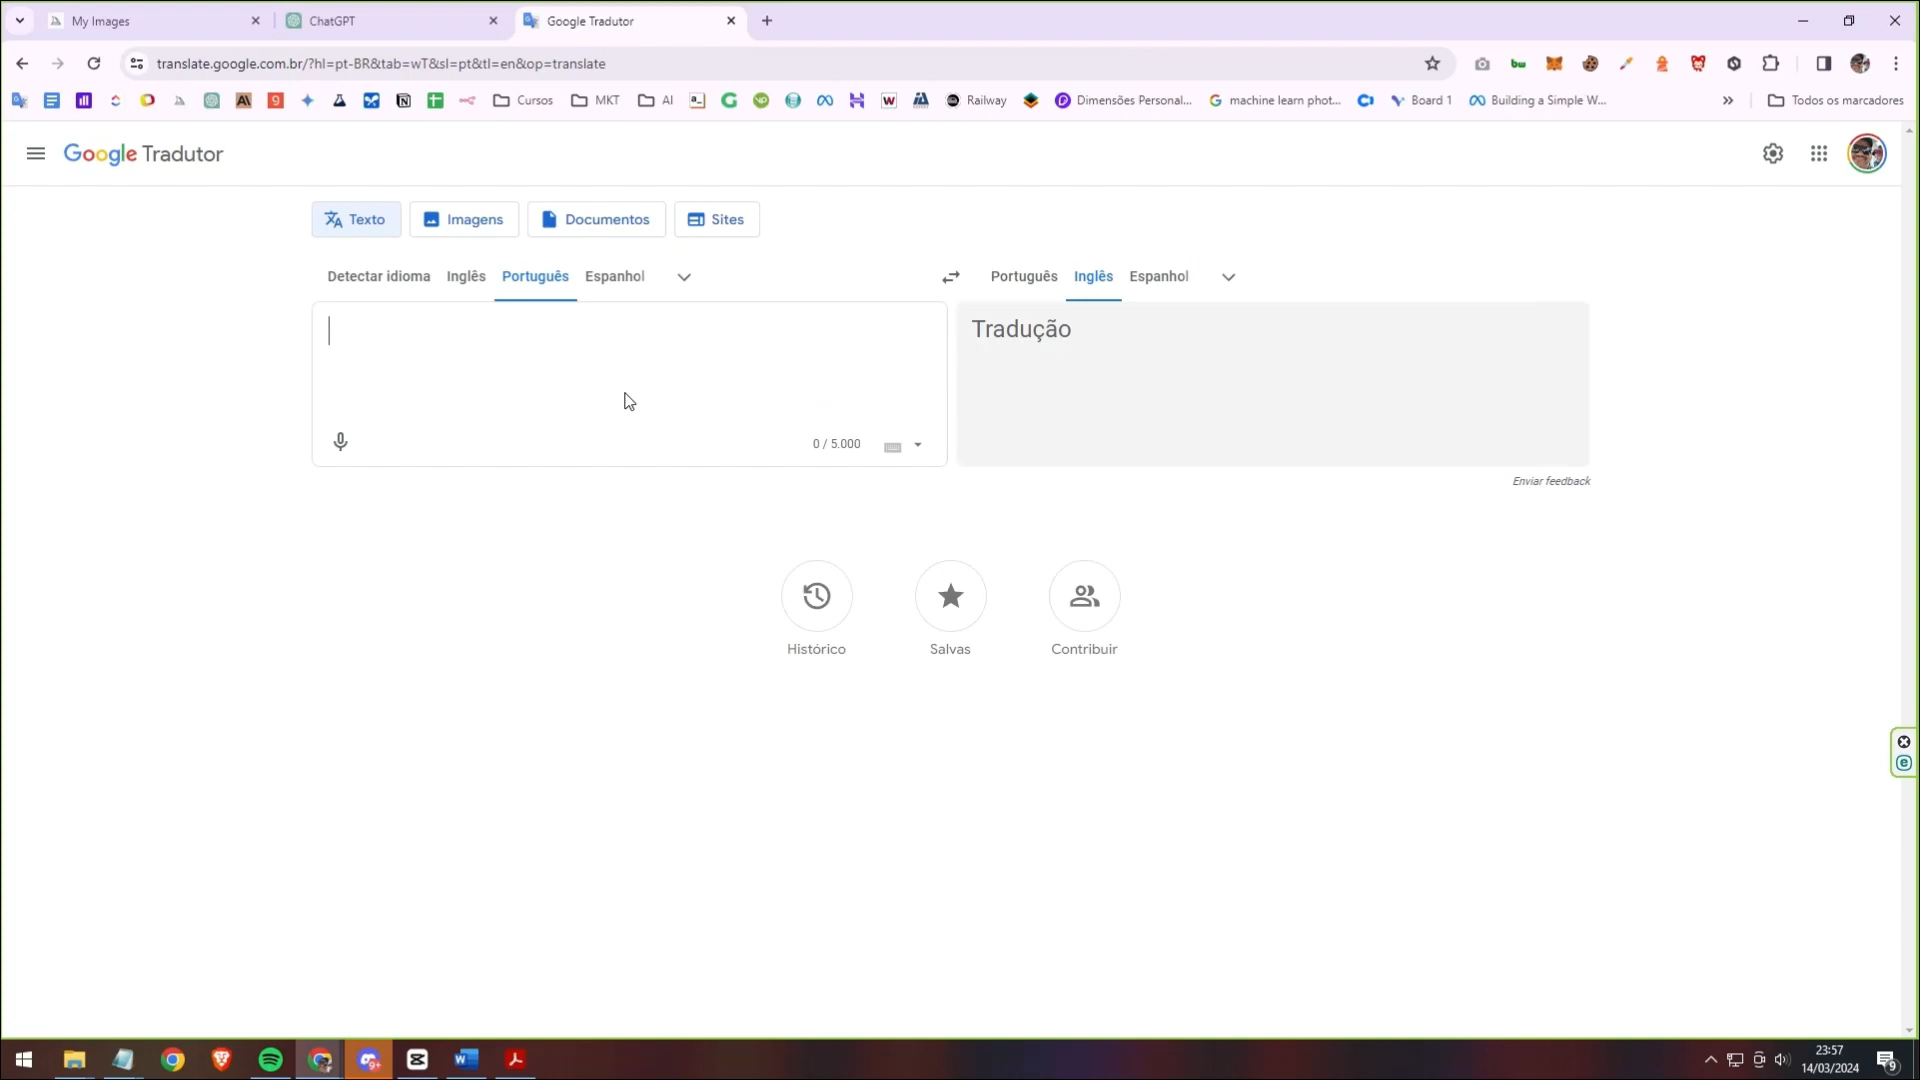 My Images
ChatGPT
Google Tradutor
translate.google.com.br/?hl=pt-BR&tab=wT&sl=pt&tl=en&op=translate
Cursos
MKT
AI
Railway
Dimensões Personal...
machine learn phot...
Board 1
Building a Simple W...
Todos os marcadores
Google Tradutor
Texto
Imagens
Documentos
Sites
Detectar idioma
Inglês
Português
Espanhol
Português
Inglês
Espanhol
Tradução
0 / 5.000
Enviar feedback
Histórico
Salvas
Contribuir
23:57
14/03/2024